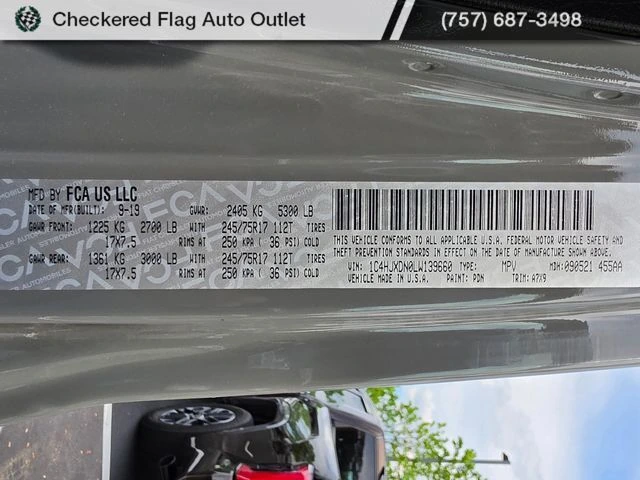 Checkered Flag Auto Outlet
(757) 687-3498
MFD BY FCA US LLC
DATE OF MFR(BUILT): 9-19 GVWR: 2405 KG 5300 LB
GAWR FRONT: 1225 KG 2700 LB WITH 245/75R17 112T TIRES
17X7.5 RIMS AT 250 KPA ( 36 PSI) COLD
GAWR REAR: 1361 KG 3000 LB WITH 245/75R17 112T TIRES
17X7.5 RIMS AT 250 KPA ( 36 PSI) COLD
THIS VEHICLE CONFORMS TO ALL APPLICABLE U.S.A. FEDERAL MOTOR VEHICLE SAFETY AND
THEFT PREVENTION STANDARDS IN EFFECT ON THE DATE OF MANUFACTURE SHOWN ABOVE.
VIN: 1C4HJXDN0LW139660 TYPE: MPV MDH: 090521 455AA
VEHICLE MADE IN U.S.A. PAINT: PDN TRIM: A7X9